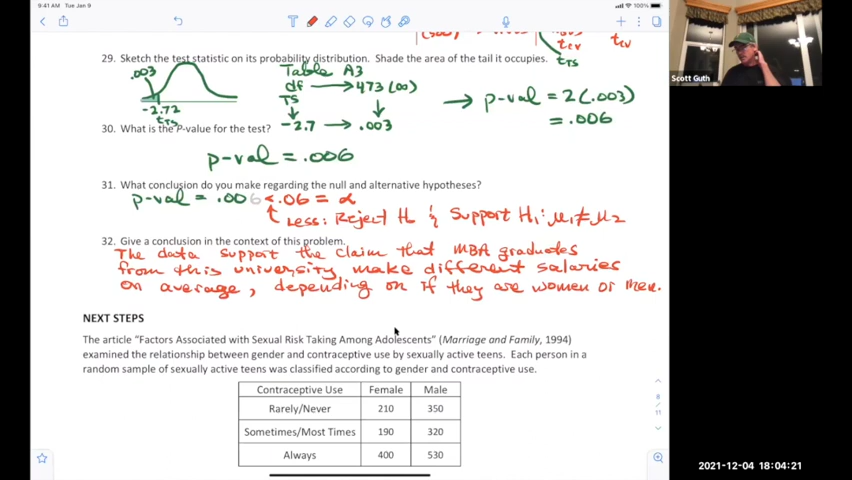 9:41 AM Tue Jan 9
100%
Scott Guth
tcv
tcv
tTS
29. Sketch the test statistic on its probability distribution. Shade the area of the tail it occupies.
.003
-2.72
tTS
Table A3
df → 473 (∞)
TS
-2.7 → .003
→ p-val = 2(.003)
= .006
30. What is the P-value for the test?
p-val = .006
31. What conclusion do you make regarding the null and alternative hypotheses?
p-val = .006 < .06 = α
Less: Reject H₀ & Support H₁: μ₁ ≠ μ₂
32. Give a conclusion in the context of this problem.
The data support the claim that MBA graduates
from this university make different salaries
on average, depending on if they are women or men.
NEXT STEPS
The article “Factors Associated with Sexual Risk Taking Among Adolescents” (Marriage and Family, 1994)
examined the relationship between gender and contraceptive use by sexually active teens. Each person in a
random sample of sexually active teens was classified according to gender and contraceptive use.
Contraceptive Use Female Male
Rarely/Never 210 350
Sometimes/Most Times 190 320
Always 400 530
8
/
11
2021-12-04 18:04:21